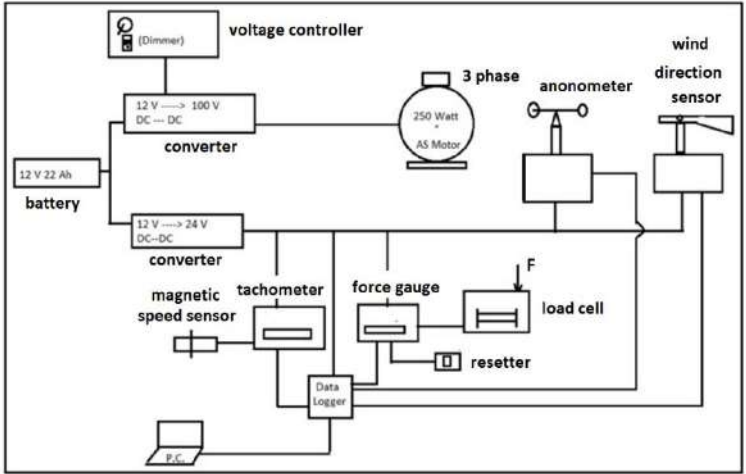 voltage controller
(Dimmer)
12 V -----> 100 V
DC --- DC
converter
3 phase
250 Watt
AS Motor
anonometer
wind
direction
sensor
12 V 22 Ah
battery
12 V ----> 24 V
DC--DC
converter
magnetic
speed sensor
tachometer
force gauge
F
load cell
resetter
Data
Logger
P.C.